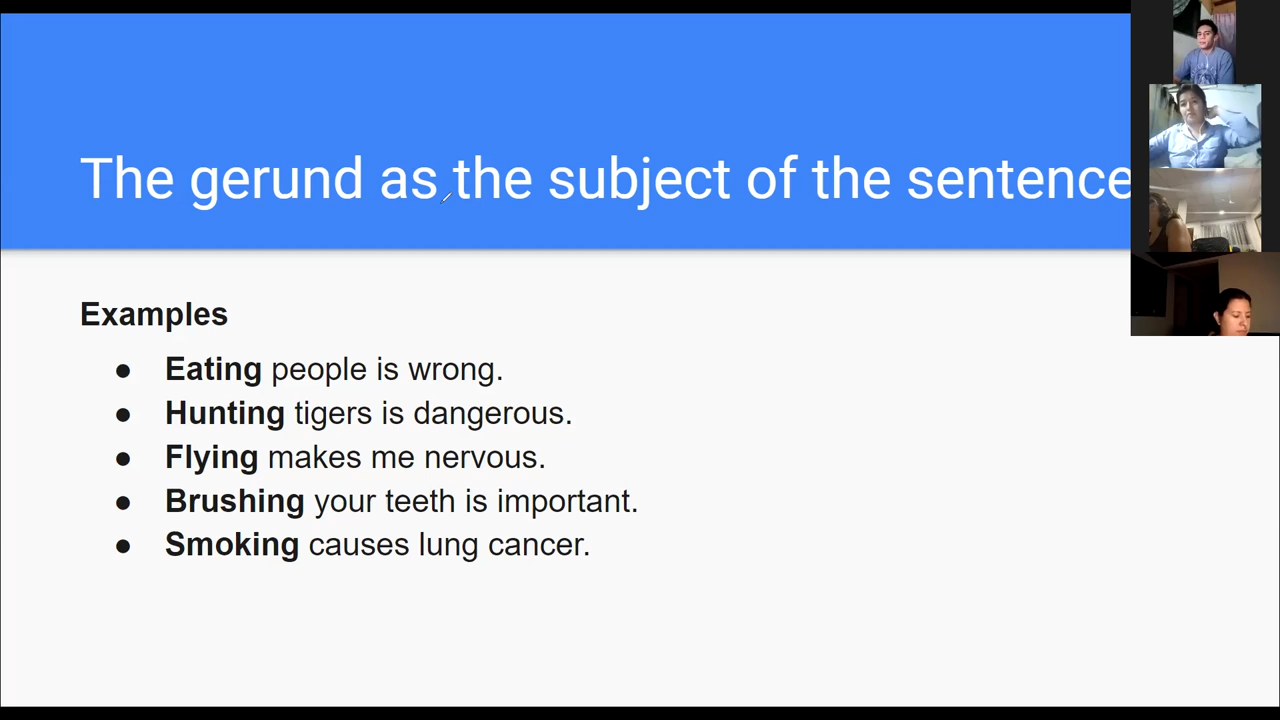 The gerund as the subject of the sentence
Examples
● Eating people is wrong.
● Hunting tigers is dangerous.
● Flying makes me nervous.
● Brushing your teeth is important.
● Smoking causes lung cancer.